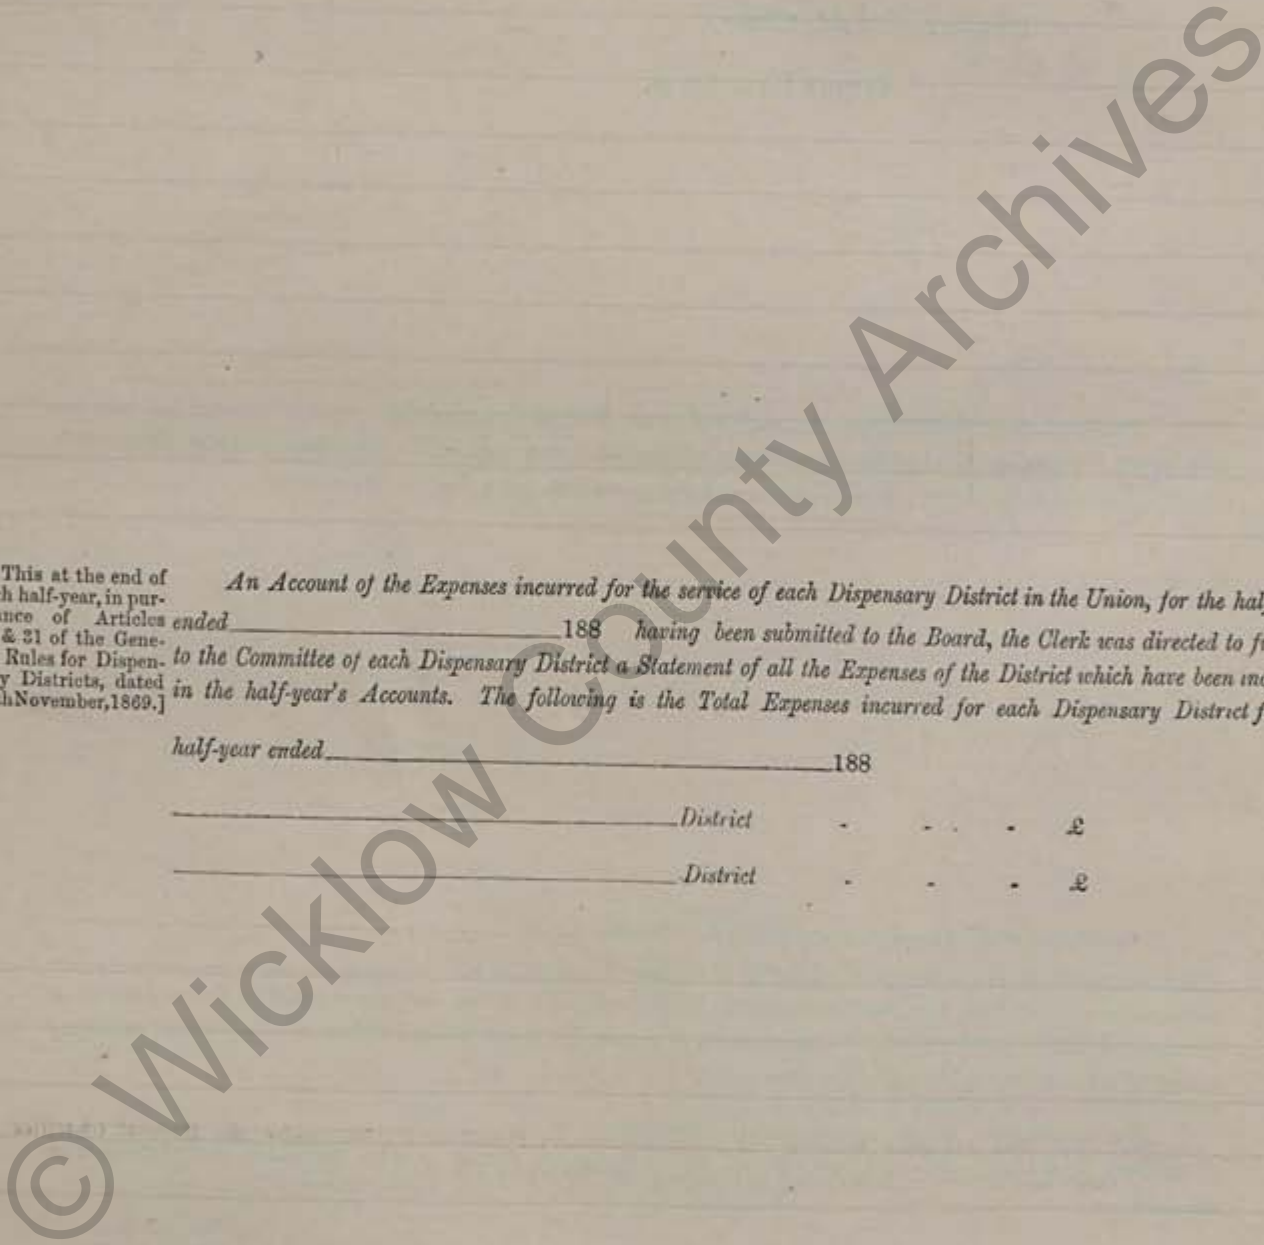 This at the end of
h half-year, in pur-
nce of Articles
& 31 of the Gene-
Rules for Dispen-
y Districts, dated
hNovember,1869.]
An Account of the Expenses incurred for the service of each Dispensary District in the Union, for the hal
ended 188 having been submitted to the Board, the Clerk was directed to f
to the Committee of each Dispensary District a Statement of all the Expenses of the District which have been inc
in the half-year's Accounts. The following is the Total Expenses incurred for each Dispensary District f
half-year ended 188
District - - - £
District - - - £
© Wicklow County Archives